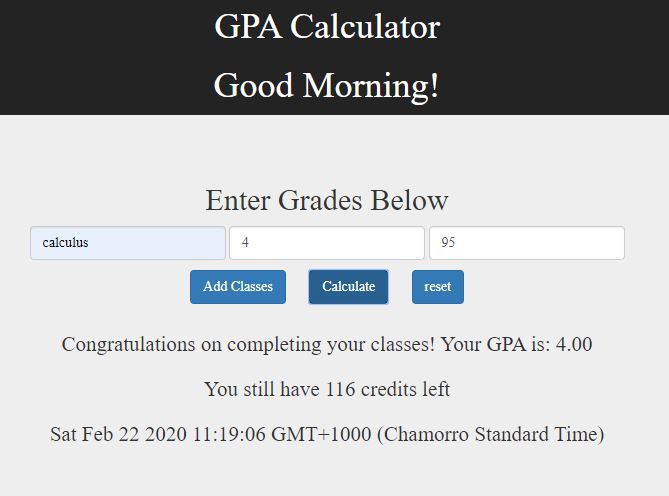 GPA Calculator
Good Morning!
Enter Grades Below
calculus 4 95
Add Classes Calculate reset
Congratulations on completing your classes! Your GPA is: 4.00
You still have 116 credits left
Sat Feb 22 2020 11:19:06 GMT+1000 (Chamorro Standard Time)